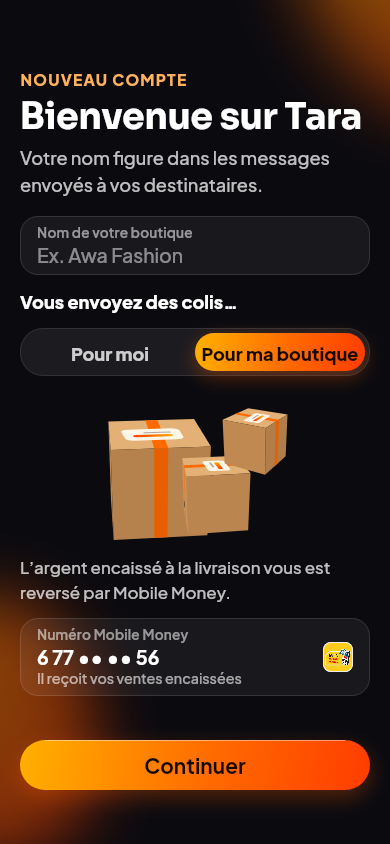 NOUVEAU COMPTE
Bienvenue sur Tara
Votre nom figure dans les messages
envoyés à vos destinataires.
Nom de votre boutique
Ex. Awa Fashion
Vous envoyez des colis…
Pour moi
Pour ma boutique
L’argent encaissé à la livraison vous est
reversé par Mobile Money.
Numéro Mobile Money
6 77 •• •• 56
Il reçoit vos ventes encaissées
Continuer